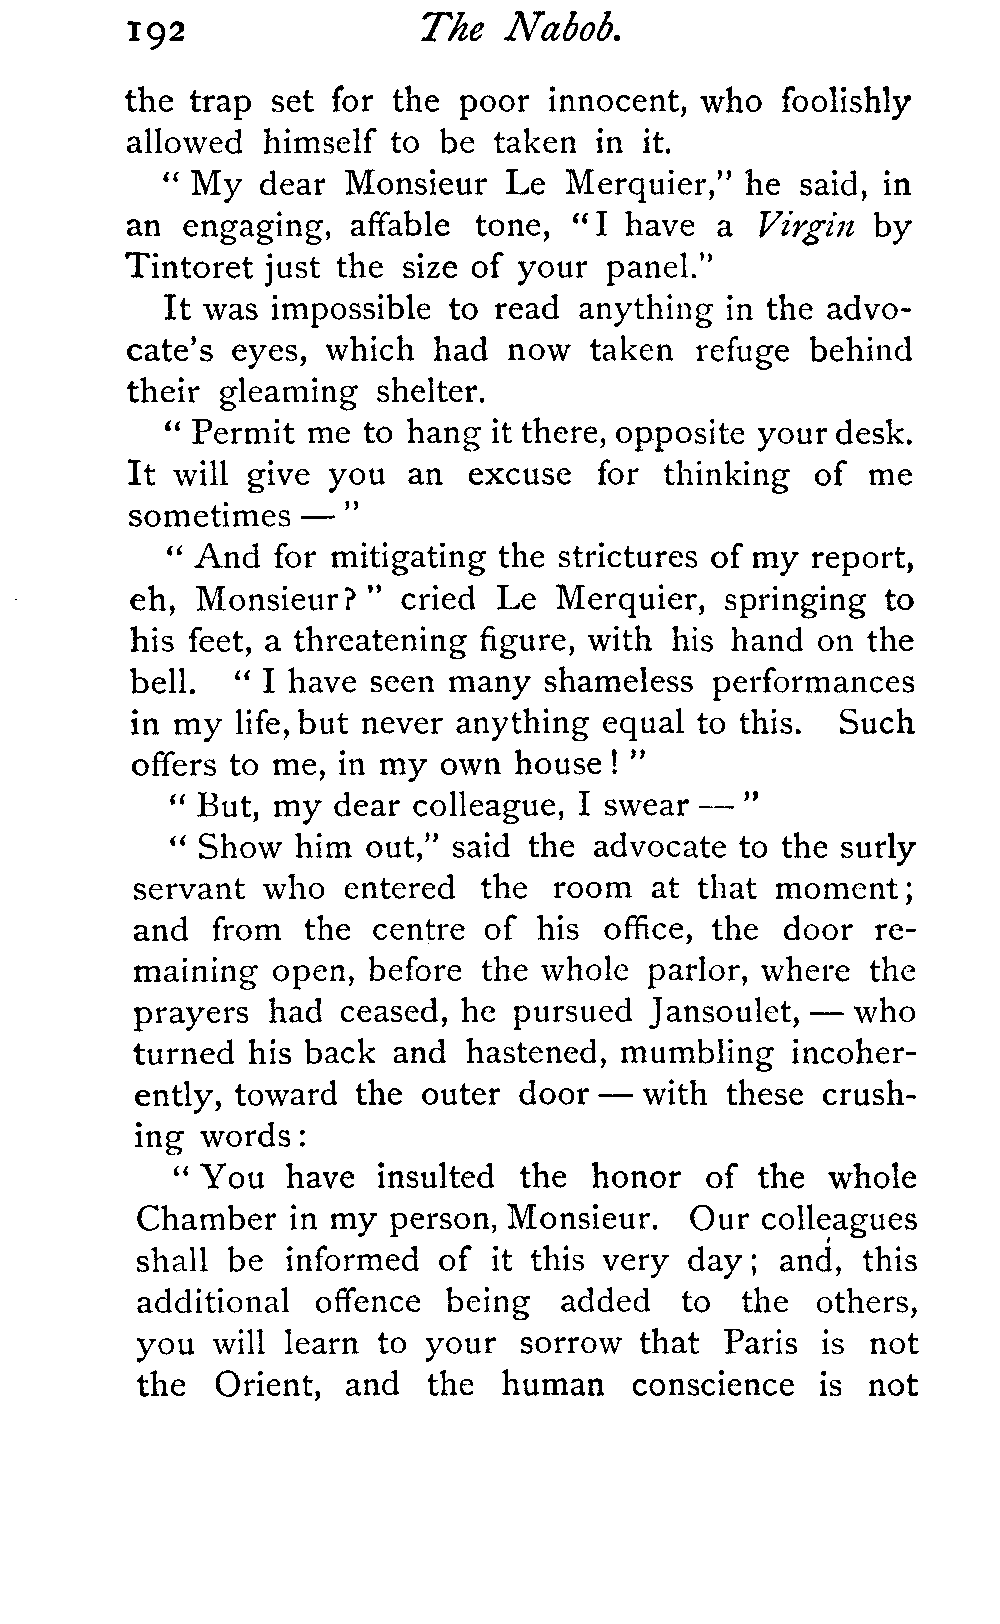 192 The Nabob.
the trap set for the poor innocent, who foolishly
allowed himself to be taken in it.
" My dear Monsieur Le Merquier," he said, in
an engaging, affable tone, "I have a Virgin by
Tintoret just the size of your panel."
It was impossible to read anything in the advo-
cate's eyes, which had now taken refuge behind
their gleaming shelter.
" Permit me to hang it there, opposite your desk.
It will give you an excuse for thinking of me
sometimes — "
" And for mitigating the strictures of my report,
eh, Monsieur? " cried Le Merquier, springing to
his feet, a threatening figure, with his hand on the
bell. " I have seen many shameless performances
in my life, but never anything equal to this. Such
offers to me, in my own house! "
" But, my dear colleague, I swear — "
" Show him out," said the advocate to the surly
servant who entered the room at that moment;
and from the centre of his office, the door re-
maining open, before the whole parlor, where the
prayers had ceased, he pursued Jansoulet, — who
turned his back and hastened, mumbling incoher-
ently, toward the outer door — with these crush-
ing words:
" You have insulted the honor of the whole
Chamber in my person, Monsieur. Our colleagues
shall be informed of it this very day; and, this
additional offence being added to the others,
you will learn to your sorrow that Paris is not
the Orient, and the human conscience is not